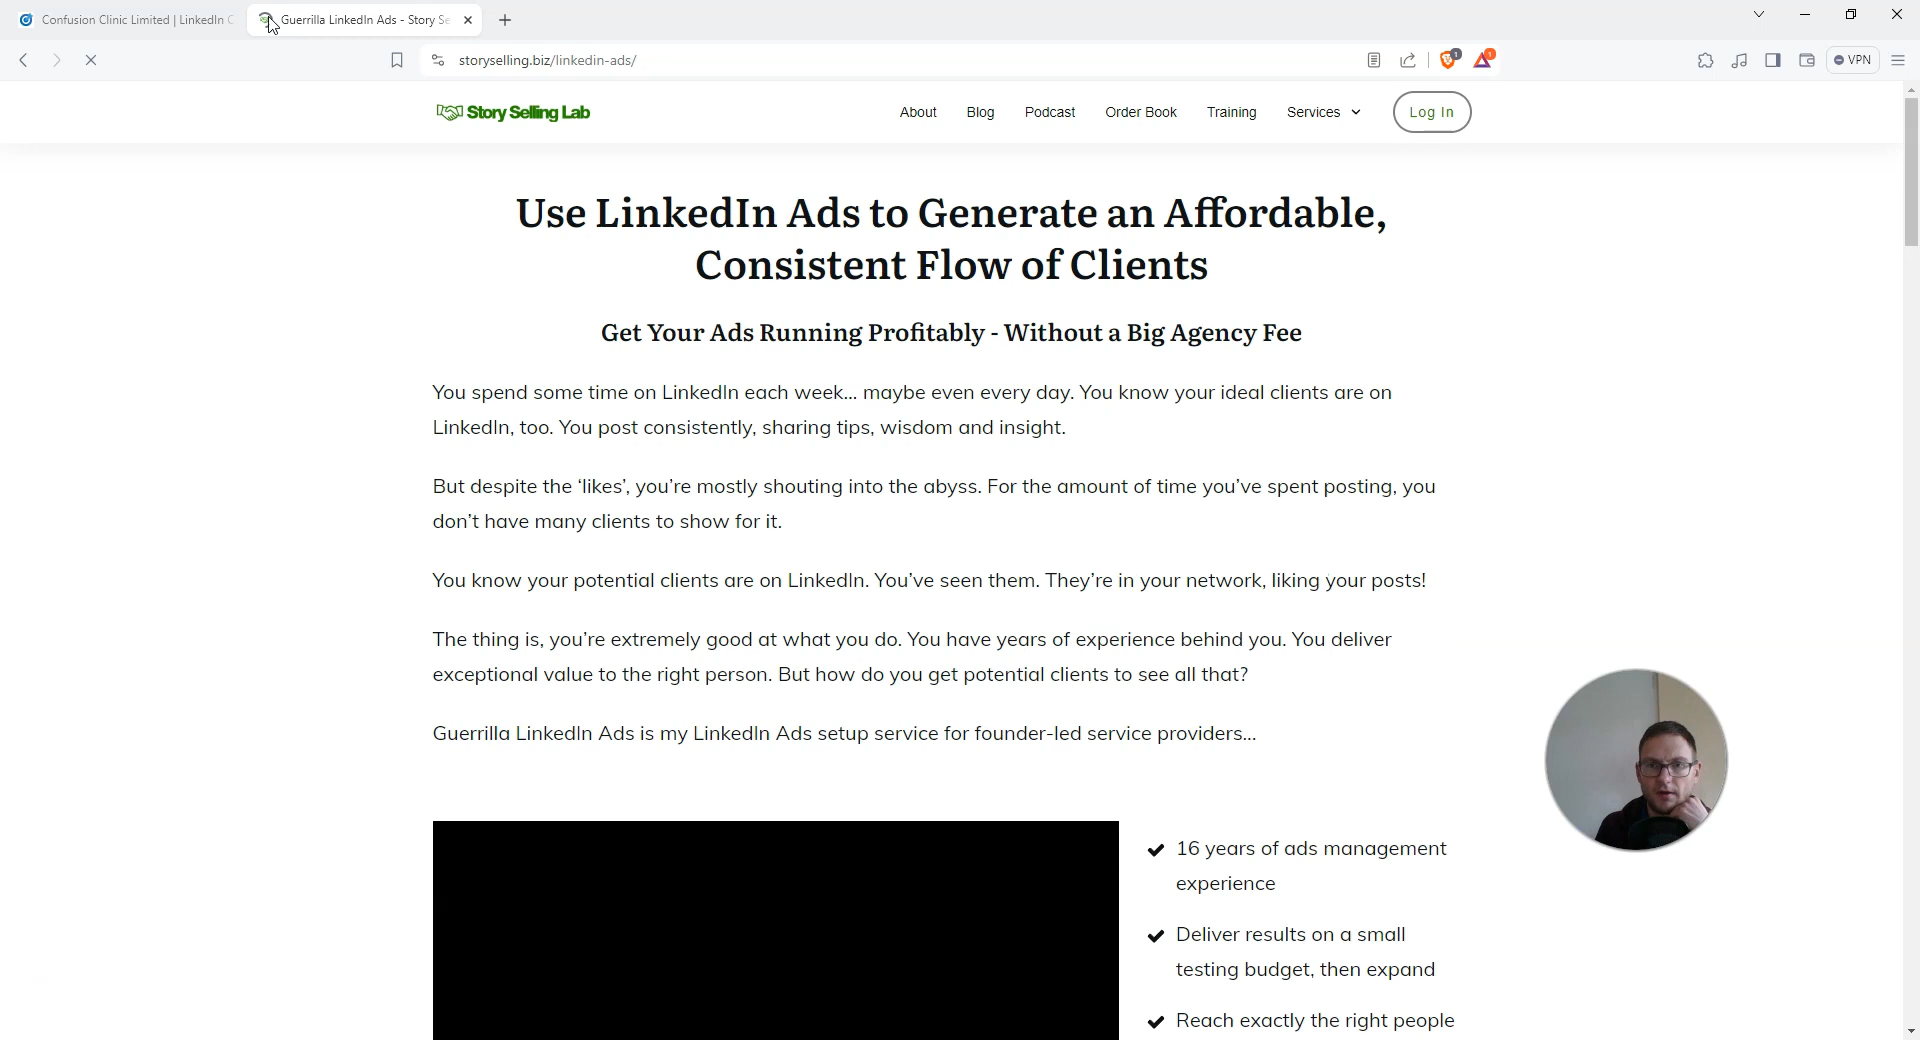 Confusion Clinic Limited | LinkedIn C
Guerrilla LinkedIn Ads - Story Se
storyselling.biz/linkedin-ads/
1
1
VPN
Story Selling Lab
About
Blog
Podcast
Order Book
Training
Services
Log In
Use LinkedIn Ads to Generate an Affordable,
Consistent Flow of Clients
Get Your Ads Running Profitably - Without a Big Agency Fee
You spend some time on LinkedIn each week... maybe even every day. You know your ideal clients are on
LinkedIn, too. You post consistently, sharing tips, wisdom and insight.
But despite the ‘likes’, you’re mostly shouting into the abyss. For the amount of time you’ve spent posting, you
don’t have many clients to show for it.
You know your potential clients are on LinkedIn. You’ve seen them. They’re in your network, liking your posts!
The thing is, you’re extremely good at what you do. You have years of experience behind you. You deliver
exceptional value to the right person. But how do you get potential clients to see all that?
Guerrilla LinkedIn Ads is my LinkedIn Ads setup service for founder-led service providers...
16 years of ads management
experience
Deliver results on a small
testing budget, then expand
Reach exactly the right people